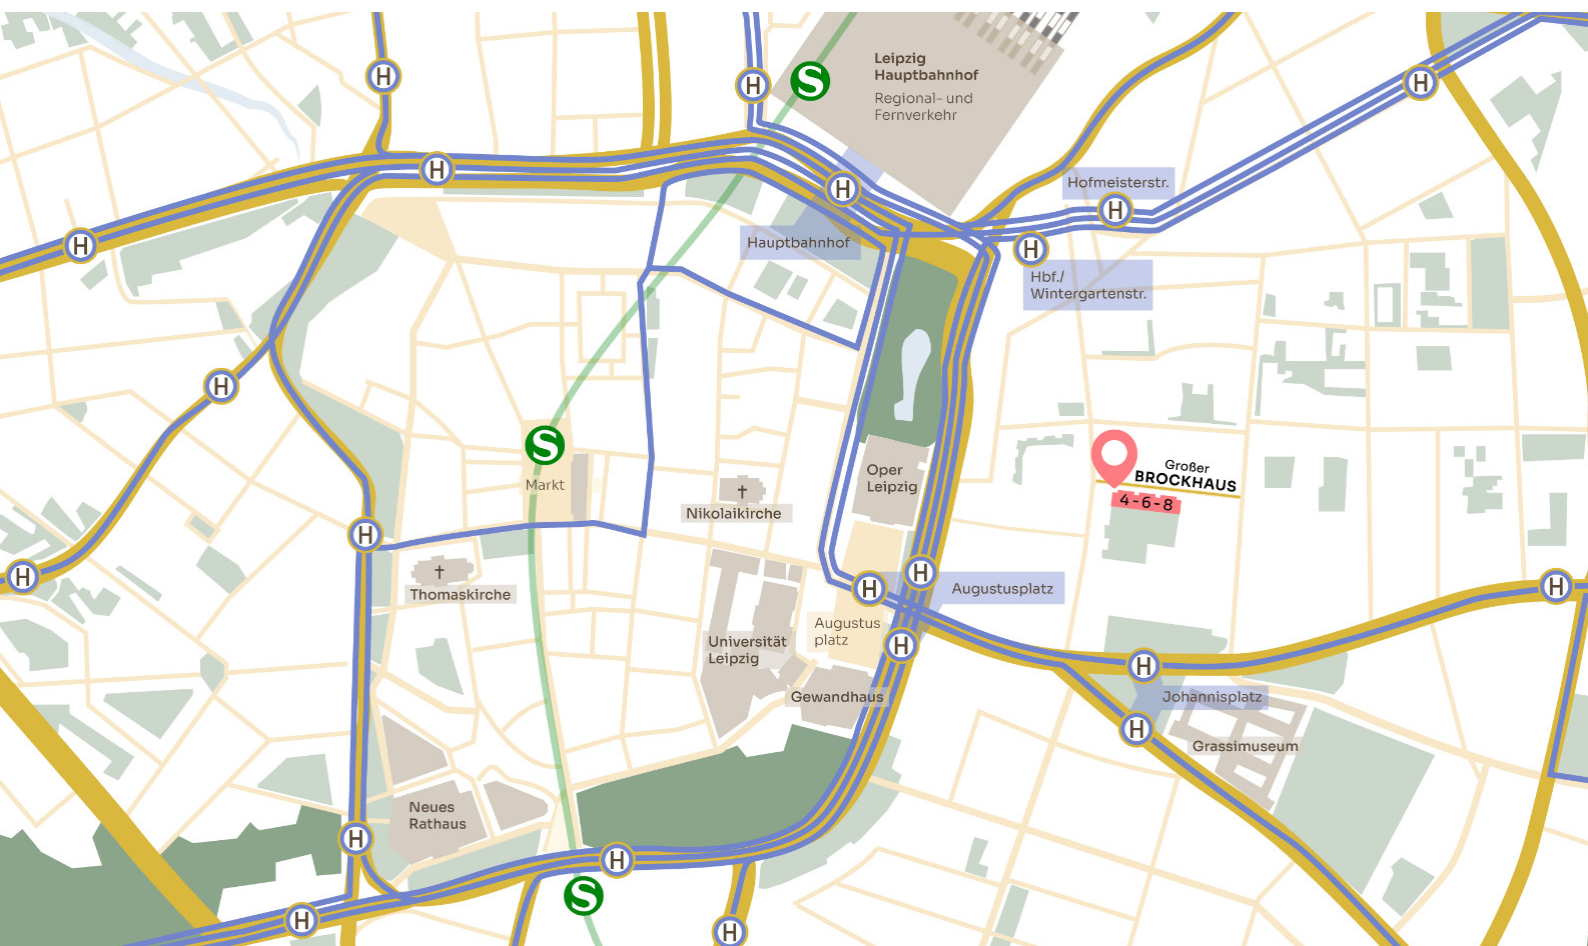 Leipzig
Hauptbahnhof
Regional- und
Fernverkehr
S
H
H
H
H
H
Hofmeisterstr.
H
H
Hauptbahnhof
H
H
Hbf./
Wintergartenstr.
H
S
Markt
Oper
Leipzig
Großer
BROCKHAUS
4-6-8
Nikolaikirche
H
H
Thomaskirche
H
H
Augustusplatz
H
H
Augustus
platz
Universität
Leipzig
H
H
Gewandhaus
Johannisplatz
H
Grassimuseum
Neues
Rathaus
H
H
S
H
H